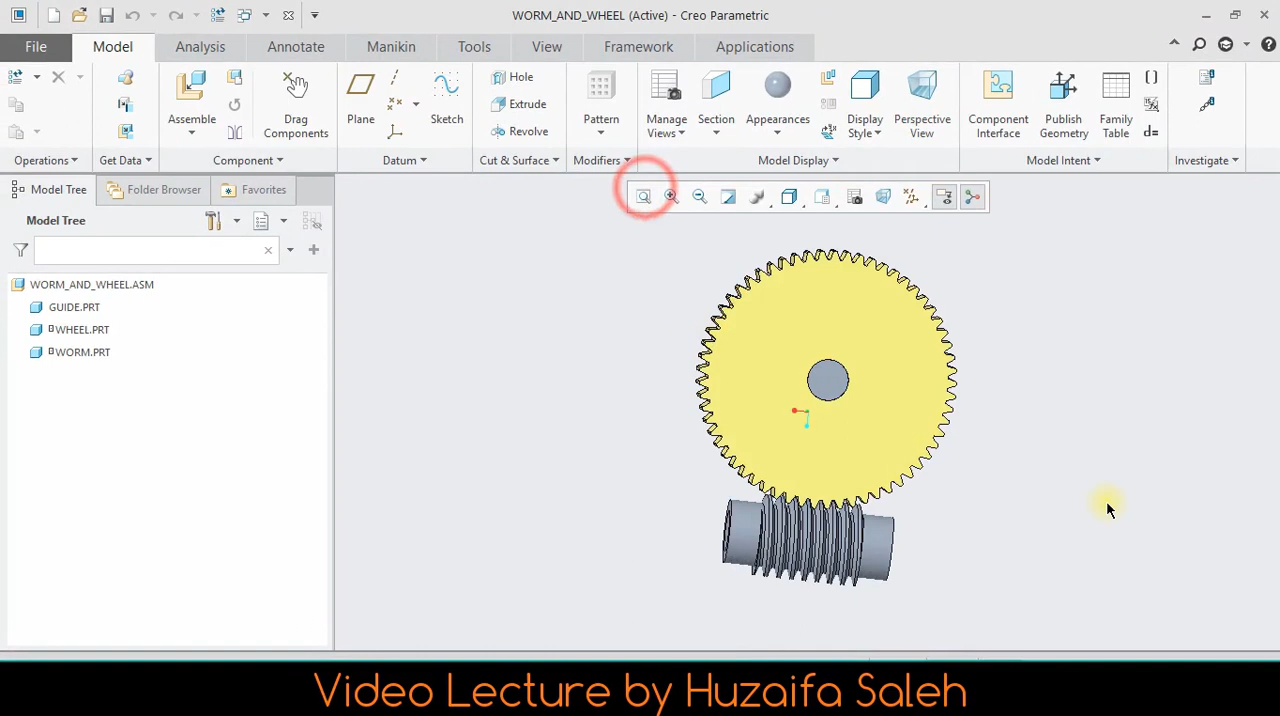 WORM_AND_WHEEL (Active) - Creo Parametric
File Model Analysis Annotate Manikin Tools View Framework Applications
Hole
Extrude
Revolve
Assemble
Drag Components
Plane
Sketch
Pattern
Manage Views
Section
Appearances
Display Style
Perspective View
Component Interface
Publish Geometry
Family Table
Operations Get Data Component Datum Cut & Surface Modifiers Model Display Model Intent Investigate
Model Tree Folder Browser Favorites
Model Tree
WORM_AND_WHEEL.ASM
GUIDE.PRT
WHEEL.PRT
WORM.PRT
Video Lecture by Huzaifa Saleh